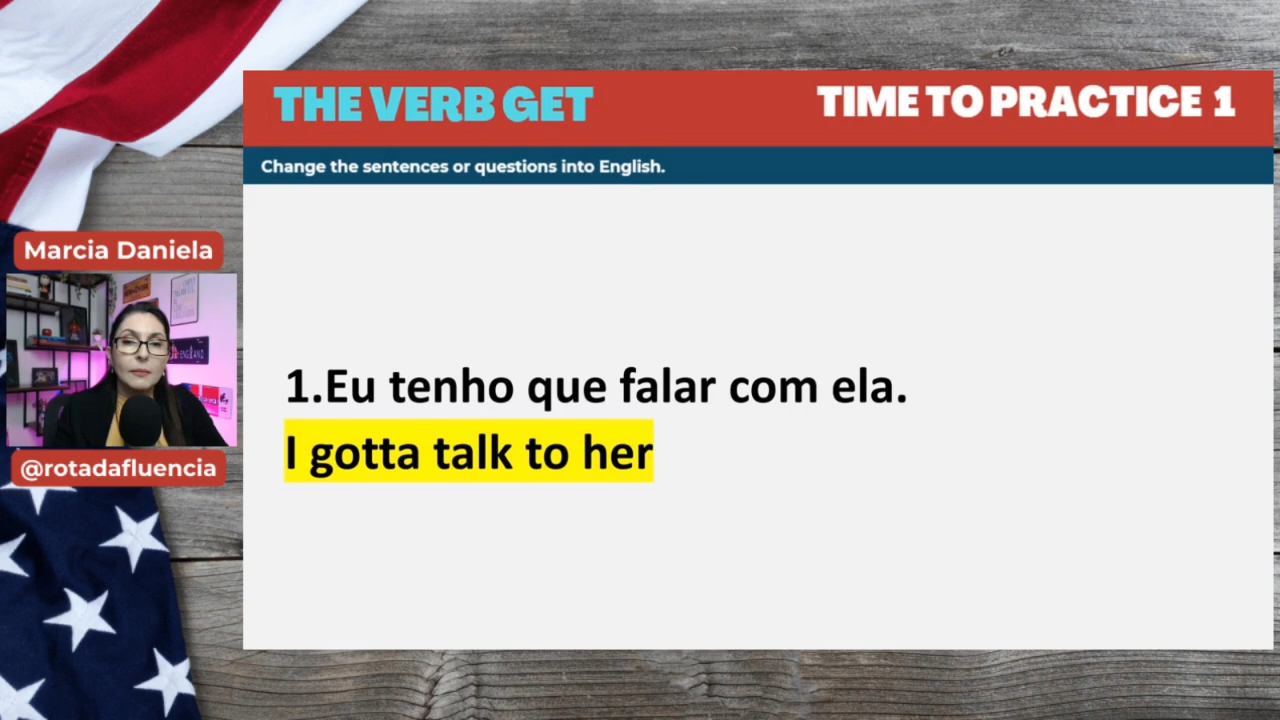 THE VERB GET
TIME TO PRACTICE 1
Change the sentences or questions into English.
Marcia Daniela
@rotadafluencia
1.Eu tenho que falar com ela.
I gotta talk to her